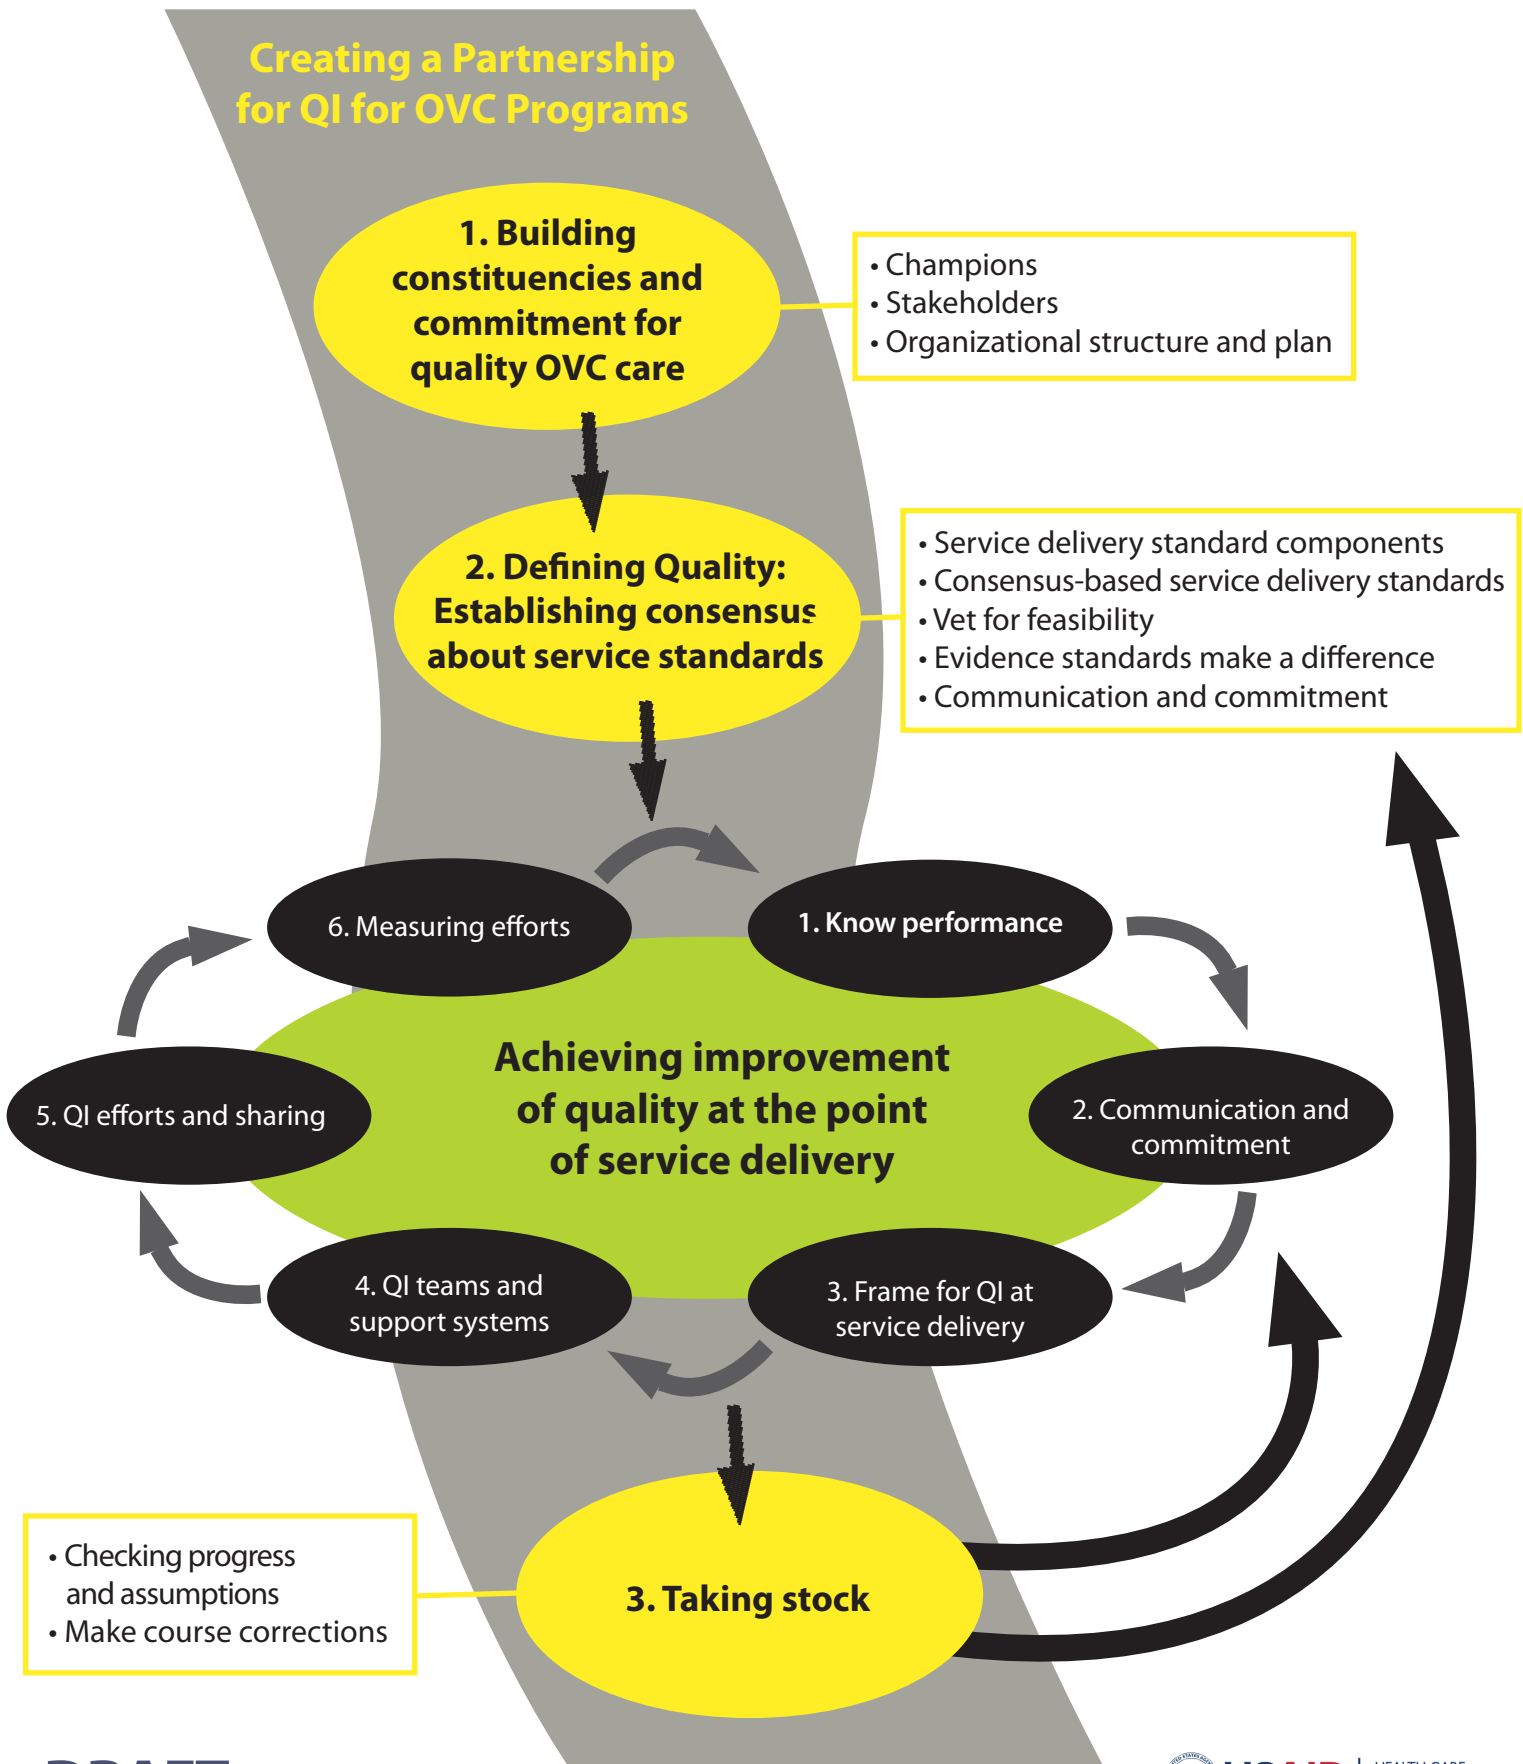 Creating a Partnership
for QI for OVC Programs
1. Building
constituencies and
commitment for
quality OVC care
• Champions
• Stakeholders
• Organizational structure and plan
2. Defining Quality:
Establishing consensus
about service standards
• Service delivery standard components
• Consensus-based service delivery standards
• Vet for feasibility
• Evidence standards make a difference
• Communication and commitment
6. Measuring efforts
1. Know performance
Achieving improvement
of quality at the point
of service delivery
5. QI efforts and sharing
2. Communication and
commitment
4. QI teams and
support systems
3. Frame for QI at
service delivery
• Checking progress
and assumptions
• Make course corrections
3. Taking stock
DRAFT
USAID
HEALTH CARE